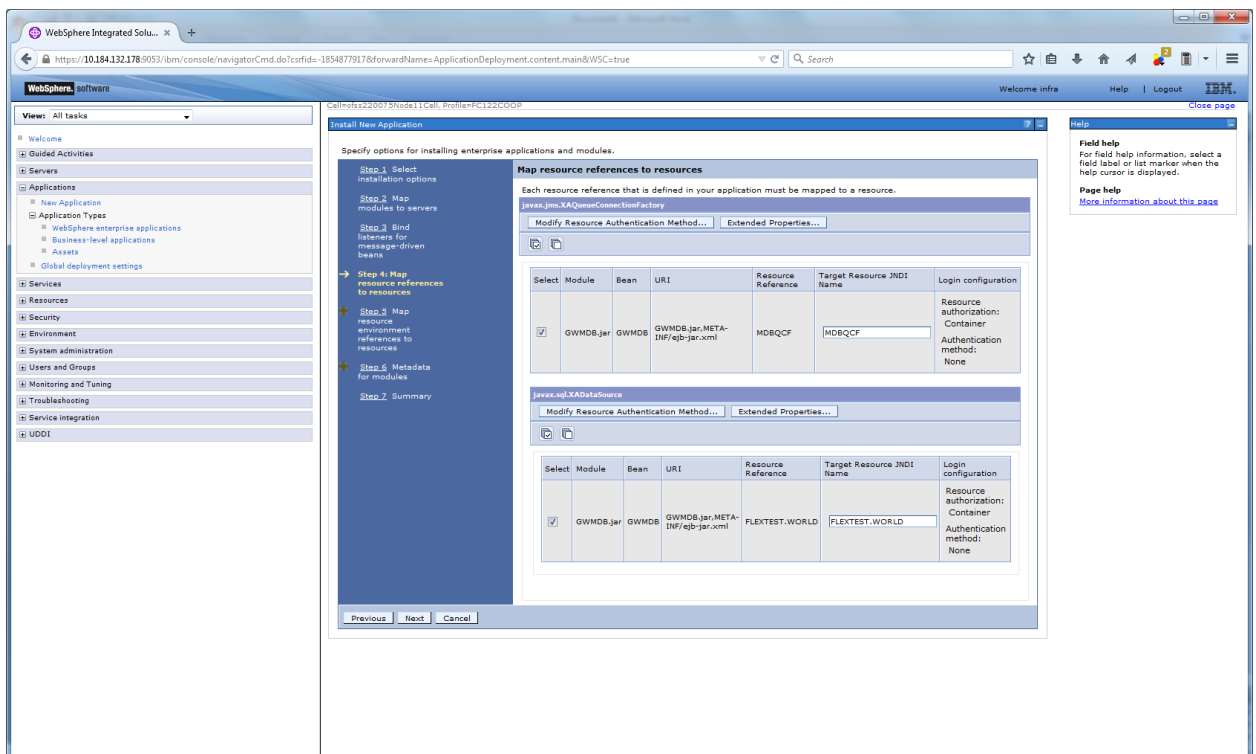 WebSphere Integrated Solu...
https://10.184.132.178:9053/ibm/console/navigatorCmd.do?csrfid=-1854877917&forwardName=ApplicationDeployment.content.main&WSC=true
Search
2
WebSphere. software
Welcome infra
Help | Logout
IBM.
View: All tasks
Welcome
Guided Activities
Servers
Applications
New Application
Application Types
WebSphere enterprise applications
Business-level applications
Assets
Global deployment settings
Services
Resources
Security
Environment
System administration
Users and Groups
Monitoring and Tuning
Troubleshooting
Service integration
UDDI
Cell=ofss220075Node11Cell, Profile=FC122COOP
Close page
Install New Application
Specify options for installing enterprise applications and modules.
Step 1 Select
installation options
Step 2 Map
modules to servers
Step 3 Bind
listeners for
message-driven
beans
Step 4: Map
resource references
to resources
Step 5 Map
resource
environment
references to
resources
Step 6 Metadata
for modules
Step 7 Summary
Map resource references to resources
Each resource reference that is defined in your application must be mapped to a resource.
javax.jms.XAQueueConnectionFactory
Modify Resource Authentication Method...
Extended Properties...
Select
Module
Bean
URI
Resource
Reference
Target Resource JNDI
Name
Login configuration
GWMDB.jar
GWMDB
GWMDB.jar,META-
INF/ejb-jar.xml
MDBQCF
MDBQCF
Resource
authorization:
Container
Authentication
method:
None
javax.sql.XADataSource
Modify Resource Authentication Method...
Extended Properties...
Select
Module
Bean
URI
Resource
Reference
Target Resource JNDI
Name
Login
configuration
GWMDB.jar
GWMDB
GWMDB.jar,META-
INF/ejb-jar.xml
FLEXTEST.WORLD
FLEXTEST.WORLD
Resource
authorization:
Container
Authentication
method:
None
Previous
Next
Cancel
Help
Field help
For field help information, select a
field label or list marker when the
help cursor is displayed.
Page help
More information about this page